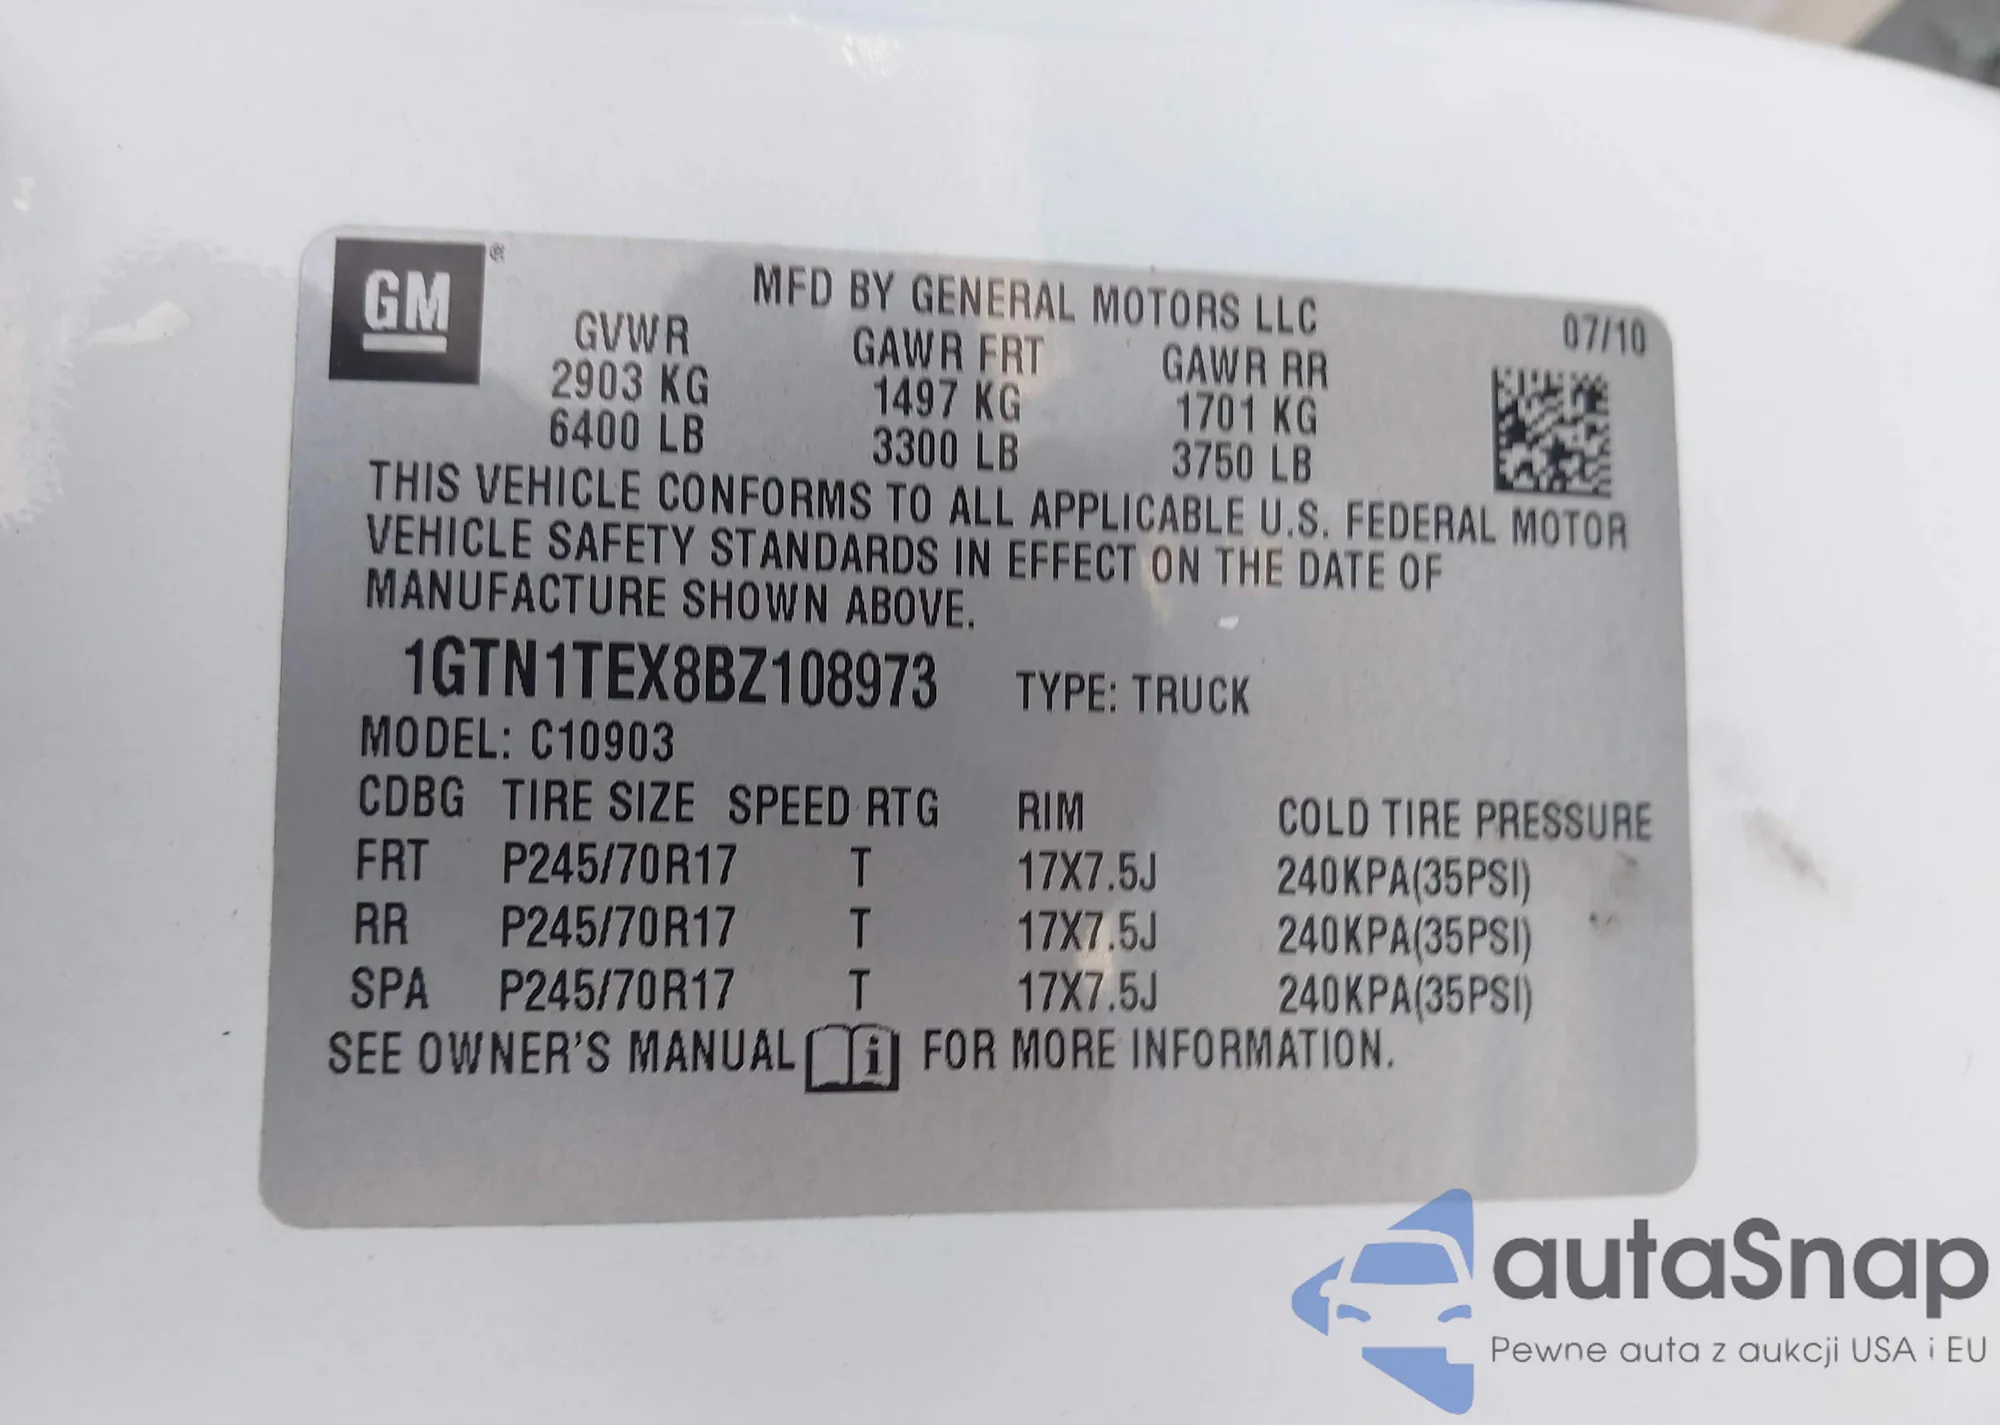 GM®
MFD BY GENERAL MOTORS LLC
07/10
GVWR GAWR FRT GAWR RR
2903 KG 1497 KG 1701 KG
6400 LB 3300 LB 3750 LB
THIS VEHICLE CONFORMS TO ALL APPLICABLE U.S. FEDERAL MOTOR
VEHICLE SAFETY STANDARDS IN EFFECT ON THE DATE OF
MANUFACTURE SHOWN ABOVE.
1GTN1TEX8BZ108973 TYPE: TRUCK
MODEL: C10903
CDBG TIRE SIZE SPEED RTG RIM COLD TIRE PRESSURE
FRT P245/70R17 T 17X7.5J 240KPA(35PSI)
RR P245/70R17 T 17X7.5J 240KPA(35PSI)
SPA P245/70R17 T 17X7.5J 240KPA(35PSI)
SEE OWNER'S MANUAL i FOR MORE INFORMATION.
autaSnap
Pewne auta z aukcji USA i EU